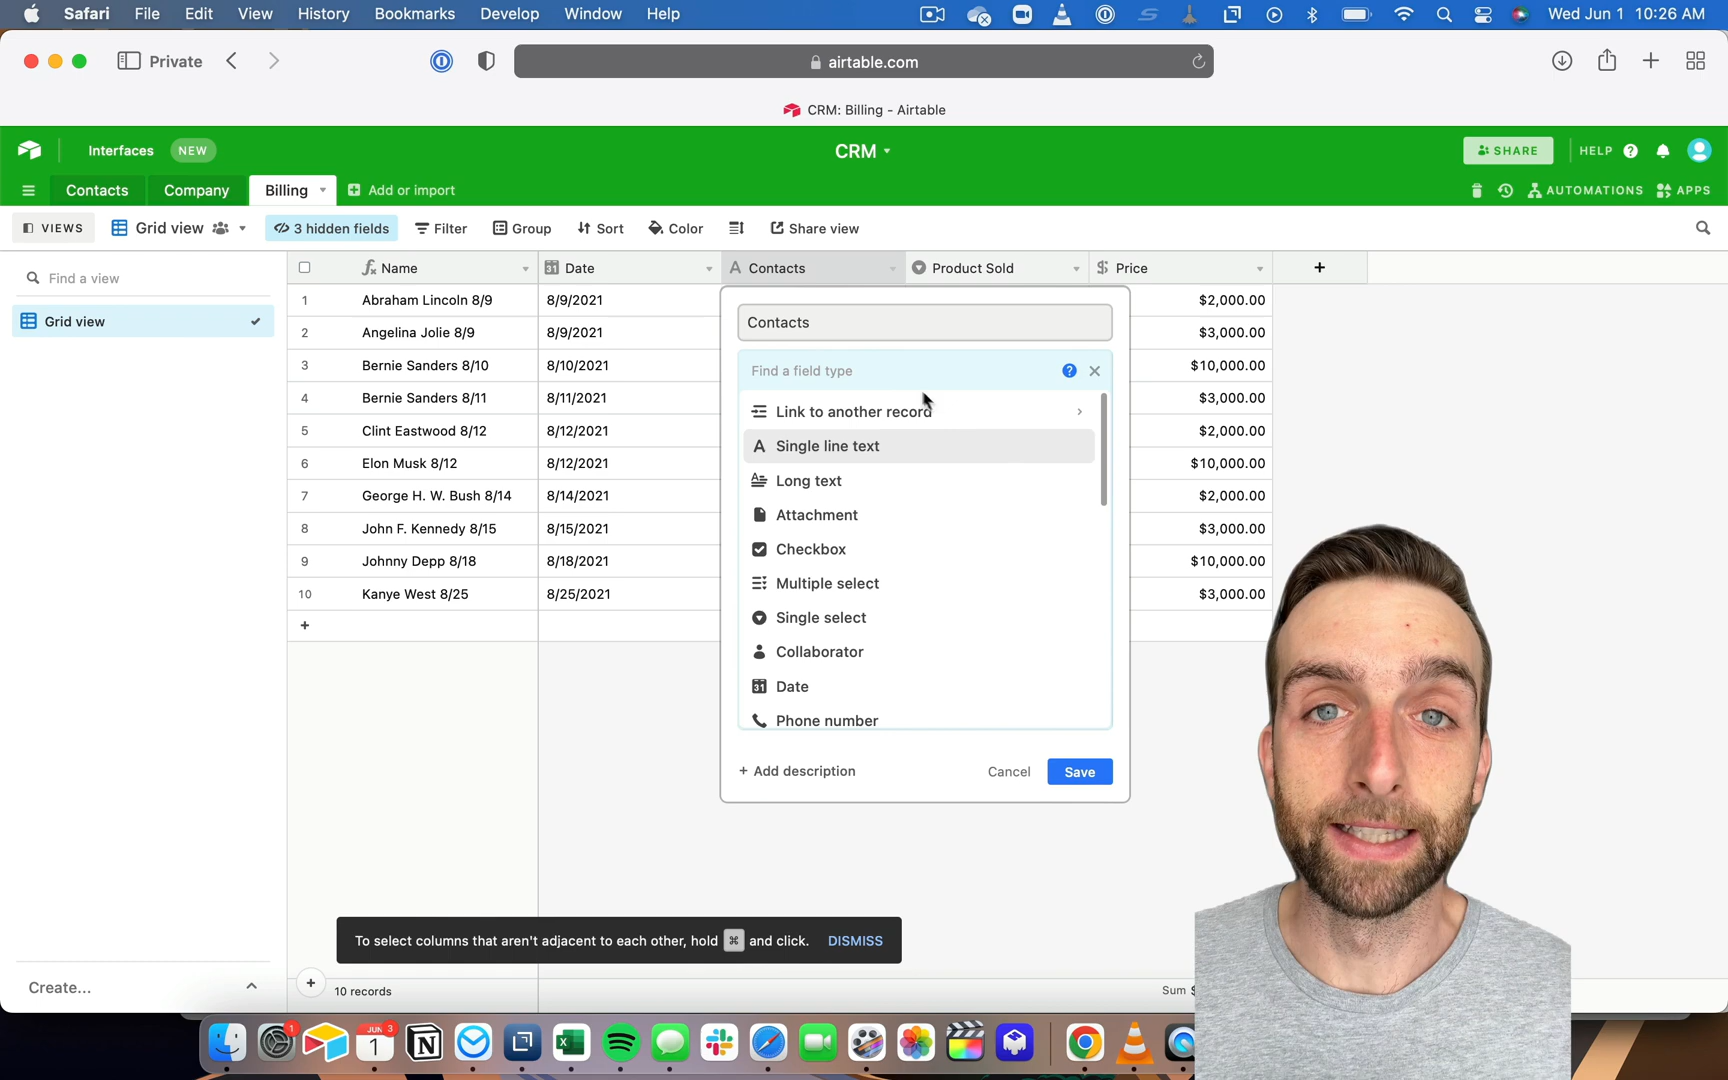 Safari File Edit View History Bookmarks Develop Window Help Wed Jun 1 10:26 AM
Private airtable.com
CRM: Billing - Airtable
Interfaces NEW CRM SHARE HELP ?
Contacts Company Billing Add or import AUTOMATIONS APPS
VIEWS Grid view 3 hidden fields Filter Group Sort Color Share view
Find a view
Grid view
Create...
Name Date Contacts Product Sold Price
1 Abraham Lincoln 8/9 8/9/2021 $2,000.00
2 Angelina Jolie 8/9 8/9/2021 $3,000.00
3 Bernie Sanders 8/10 8/10/2021 $10,000.00
4 Bernie Sanders 8/11 8/11/2021 $3,000.00
5 Clint Eastwood 8/12 8/12/2021 $2,000.00
6 Elon Musk 8/12 8/12/2021 $10,000.00
7 George H. W. Bush 8/14 8/14/2021 $2,000.00
8 John F. Kennedy 8/15 8/15/2021 $3,000.00
9 Johnny Depp 8/18 8/18/2021 $10,000.00
10 Kanye West 8/25 8/25/2021 $3,000.00
Contacts
Find a field type
Link to another record
Single line text
Long text
Attachment
Checkbox
Multiple select
Single select
Collaborator
Date
Phone number
+ Add description Cancel Save
To select columns that aren't adjacent to each other, hold ⌘ and click. DISMISS
+ 10 records Sum $
1 JUN 3
1